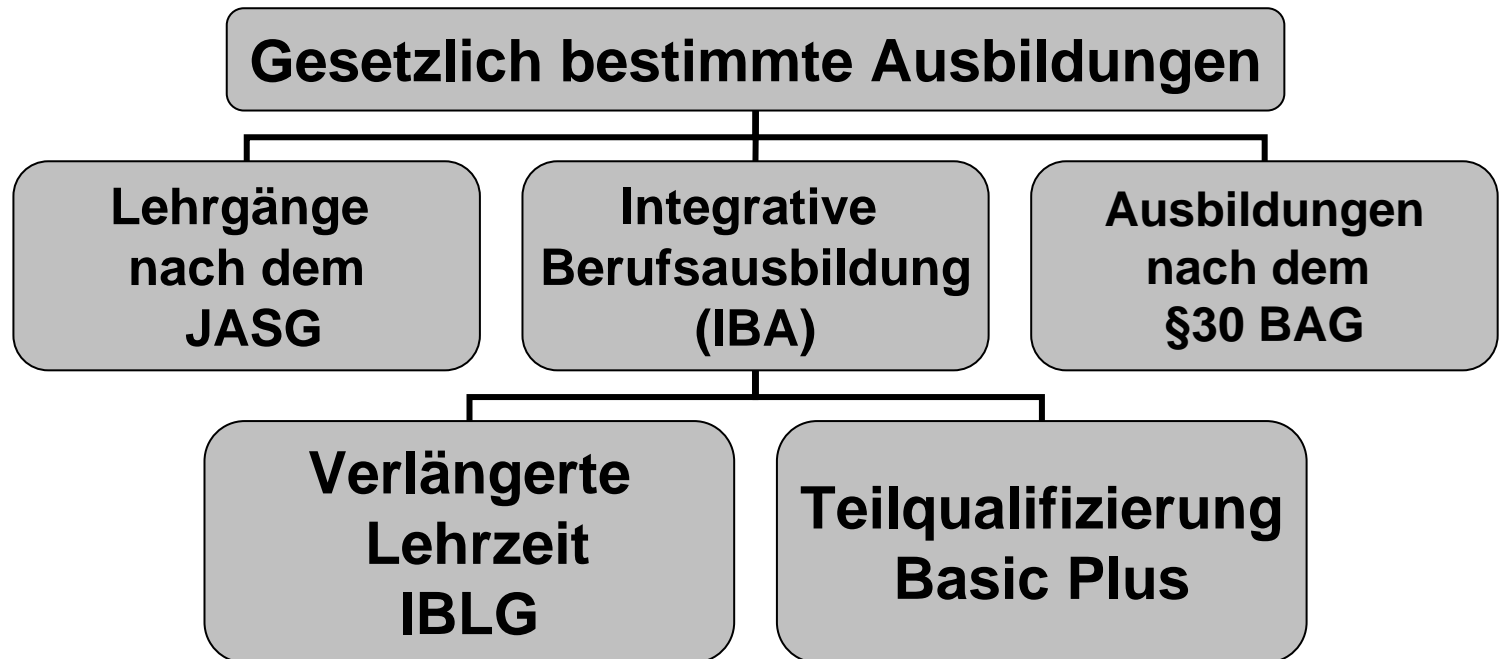 Gesetzlich bestimmte Ausbildungen
Lehrgänge
nach dem
JASG
Integrative
Berufsausbildung
(IBA)
Ausbildungen
nach dem
§30 BAG
Verlängerte
Lehrzeit
IBLG
Teilqualifizierung
Basic Plus